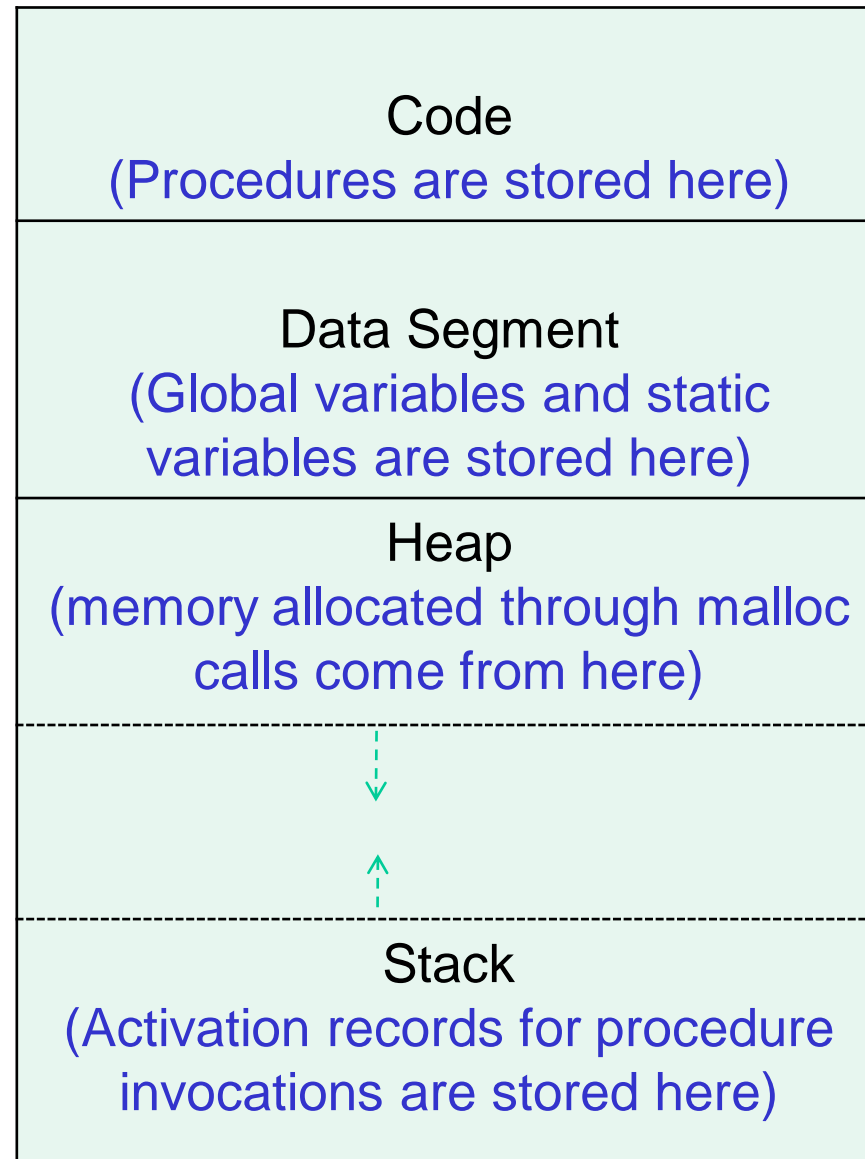 Code
(Procedures are stored here)
Data Segment
(Global variables and static
variables are stored here)
Heap
(memory allocated through malloc
calls come from here)
Stack
(Activation records for procedure
invocations are stored here)